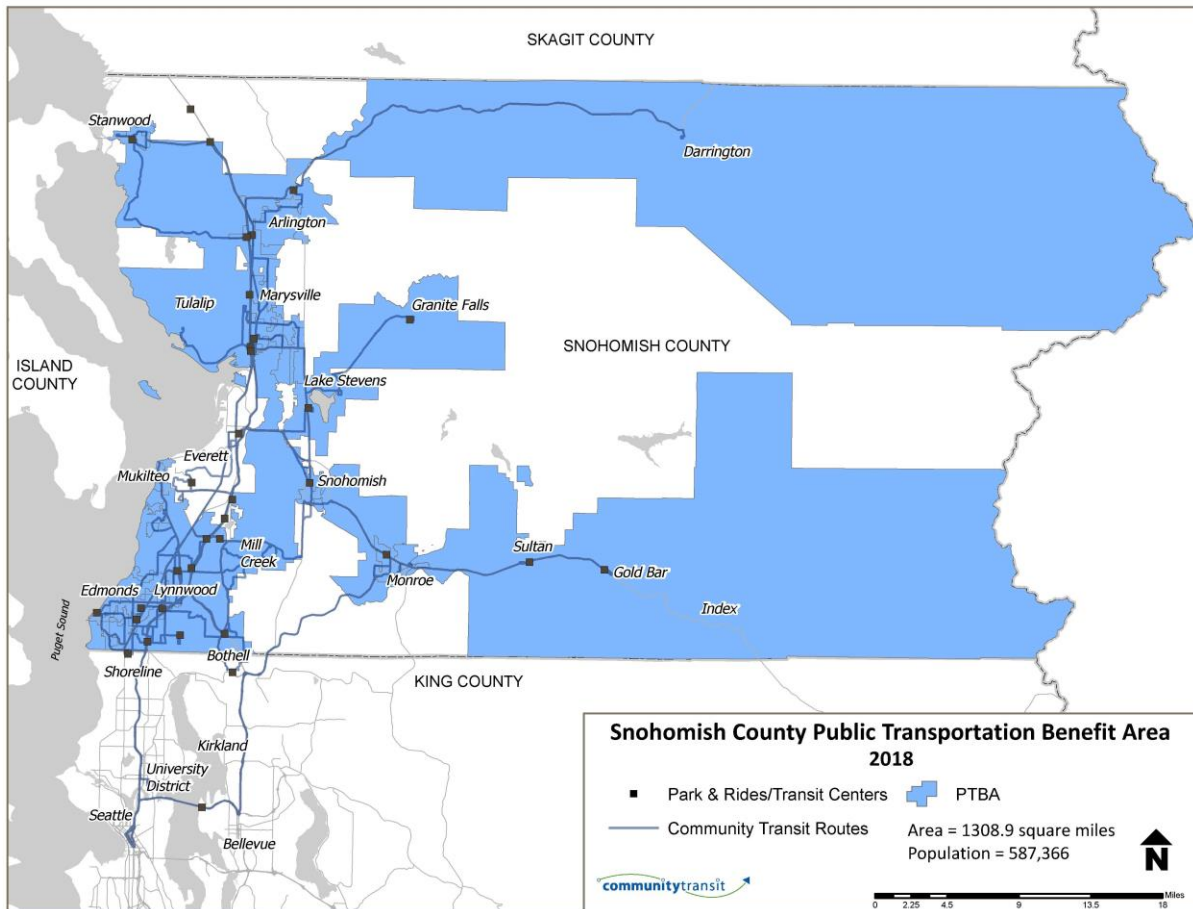 SKAGIT COUNTY
Stanwood
Darrington
Arlington
Tulalip
Marysville
Granite Falls
ISLAND
COUNTY
SNOHOMISH COUNTY
Lake Stevens
Everett
Mukilteo
Snohomish
Mill
Creek
Sultan
Monroe
Gold Bar
Edmonds
Lynnwood
Index
Puget Sound
Bothell
Shoreline
KING COUNTY
Kirkland
University
District
Seattle
Bellevue
Snohomish County Public Transportation Benefit Area
2018
Park & Rides/Transit Centers
PTBA
Community Transit Routes
Area = 1308.9 square miles
Population = 587,366
communitytransit
N
Miles
0 2.25 4.5 9 13.5 18